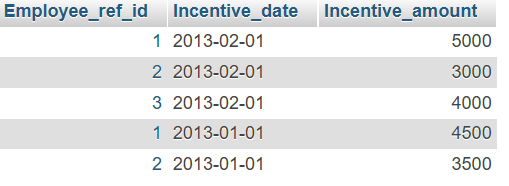 Employee_ref_id Incentive_date Incentive_amount
1 2013-02-01 5000
2 2013-02-01 3000
3 2013-02-01 4000
1 2013-01-01 4500
2 2013-01-01 3500